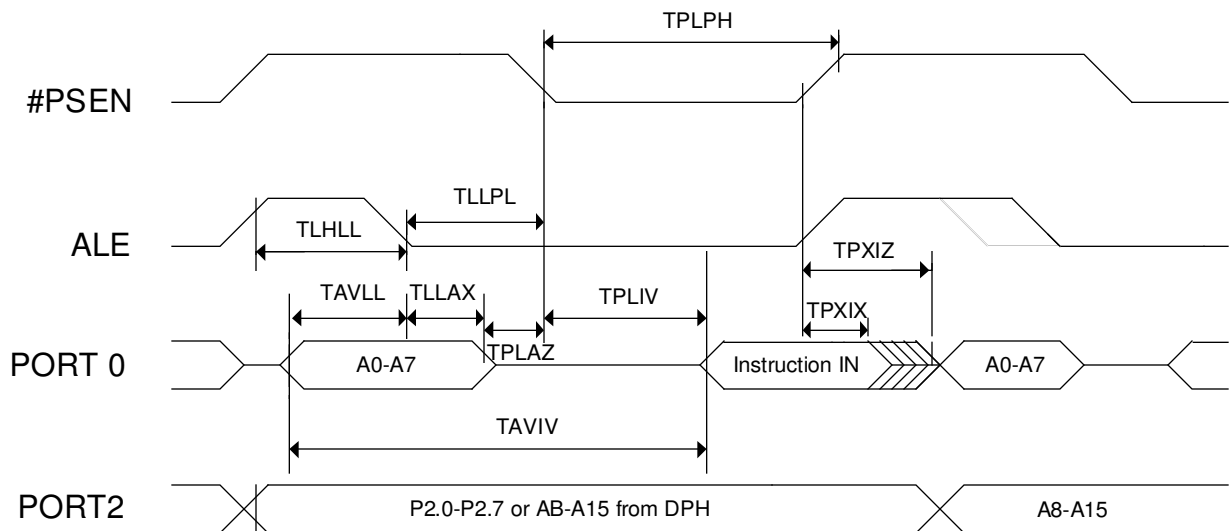 TPLPH
#PSEN
TLLPL
TLHLL
ALE
TPXIZ
TAVLL
TLLAX
TPLIV
TPXIX
TPLAZ
PORT 0
A0-A7
Instruction IN
A0-A7
TAVIV
PORT2
P2.0-P2.7 or AB-A15 from DPH
A8-A15